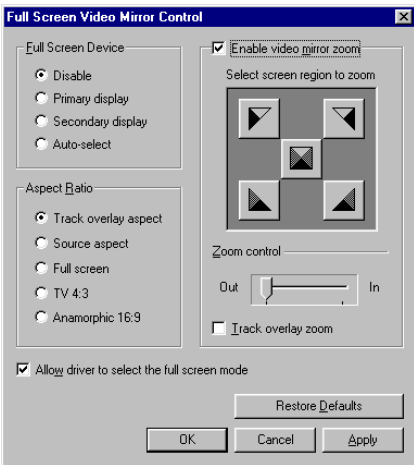 Full Screen Video Mirror Control
Full Screen Device
Disable
Primary display
Secondary display
Auto-select
Aspect Ratio
Track overlay aspect
Source aspect
Full screen
TV 4:3
Anamorphic 16:9
Enable video mirror zoom
Select screen region to zoom
Zoom control
Out In
Track overlay zoom
Allow driver to select the full screen mode
Restore Defaults
OK Cancel Apply